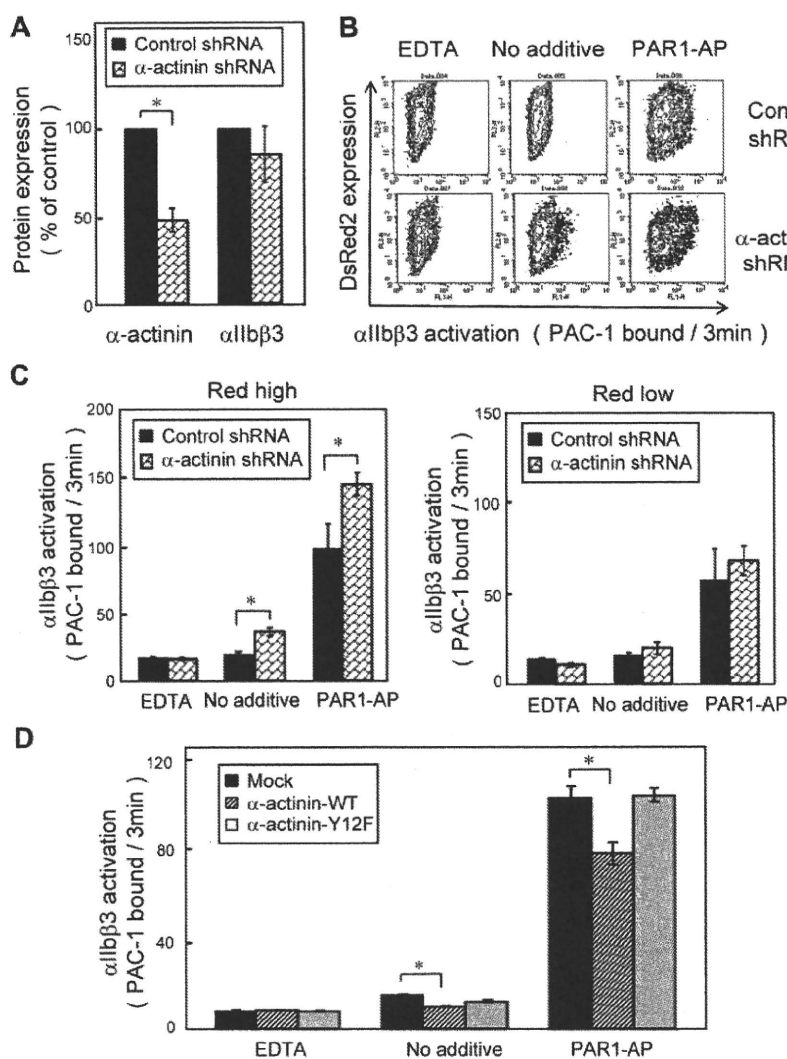 A
Control shRNA
α-actinin shRNA
Protein expression
( % of control )
150
100
50
0
*
α-actinin
αIIbβ3
B
EDTA
No additive
PAR1-AP
DsRed2 expression
FL1-H
αIIbβ3 activation ( PAC-1 bound / 3min )
C
Red high
Control shRNA
α-actinin shRNA
αIIbβ3 activation
( PAC-1 bound / 3min )
200
150
100
50
0
*
*
EDTA
No additive
PAR1-AP
Red low
Control shRNA
α-actinin shRNA
αIIbβ3 activation
( PAC-1 bound / 3min )
150
100
50
0
EDTA
No additive
PAR1-AP
D
Mock
α-actinin-WT
α-actinin-Y12F
αIIbβ3 activation
( PAC-1 bound / 3min )
120
80
40
0
*
*
EDTA
No additive
PAR1-AP